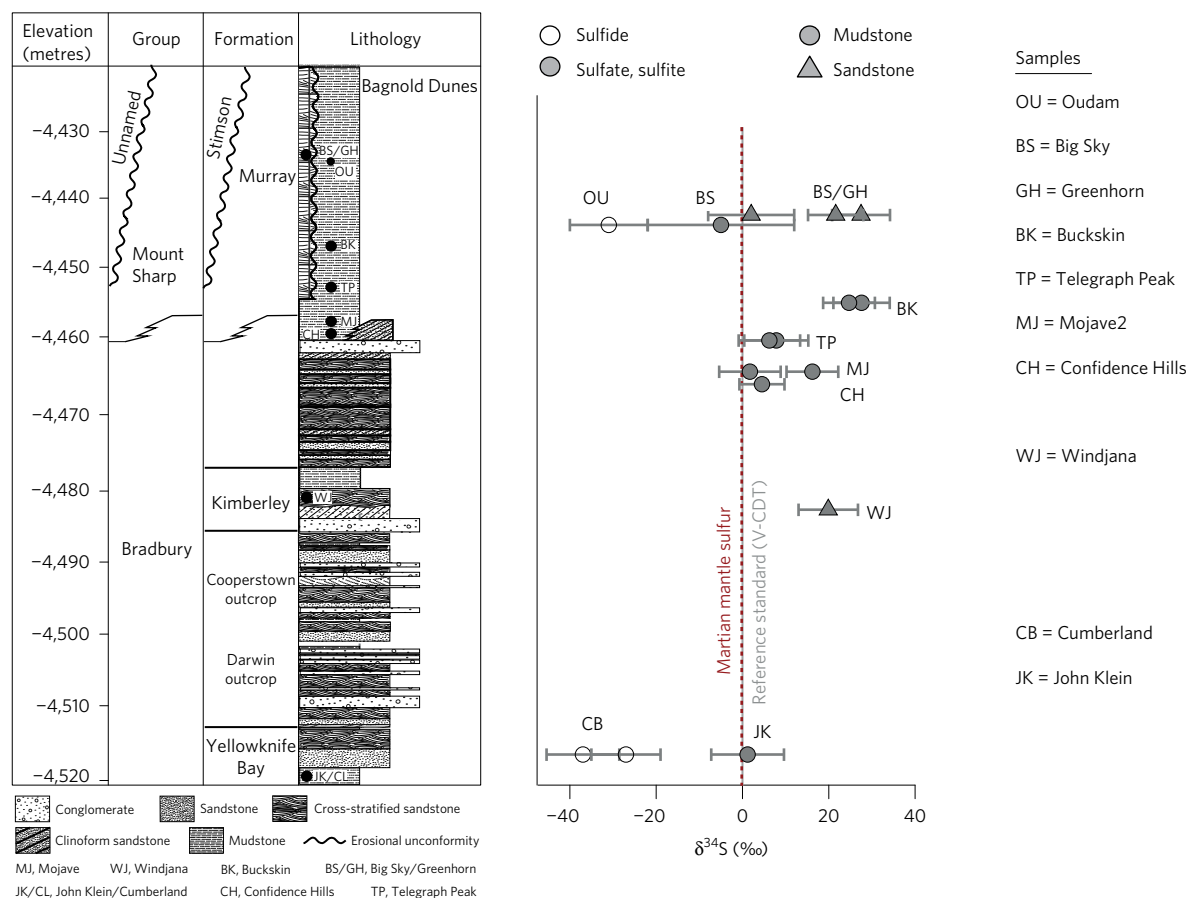 Elevation
(metres)
Group
Formation
Lithology
−4,430
−4,440
−4,450
−4,460
−4,470
−4,480
−4,490
−4,500
−4,510
−4,520
Unnamed
Mount
Sharp
Bradbury
Stimson
Murray
Kimberley
Cooperstown
outcrop
Darwin
outcrop
Yellowknife
Bay
Bagnold Dunes
BS/GH
OU
BK
TP
MJ
CH
WJ
JK/CL
Conglomerate
Sandstone
Cross-stratified sandstone
Clinoform sandstone
Mudstone
Erosional unconformity
MJ, Mojave
WJ, Windjana
BK, Buckskin
BS/GH, Big Sky/Greenhorn
JK/CL, John Klein/Cumberland
CH, Confidence Hills
TP, Telegraph Peak
Sulfide
Sulfate, sulfite
Mudstone
Sandstone
OU
BS
BS/GH
BK
TP
MJ
CH
WJ
CB
JK
Martian mantle sulfur
Reference standard (V-CDT)
−40
−20
0
20
40
δ³⁴S (‰)
Samples
OU = Oudam
BS = Big Sky
GH = Greenhorn
BK = Buckskin
TP = Telegraph Peak
MJ = Mojave2
CH = Confidence Hills
WJ = Windjana
CB = Cumberland
JK = John Klein